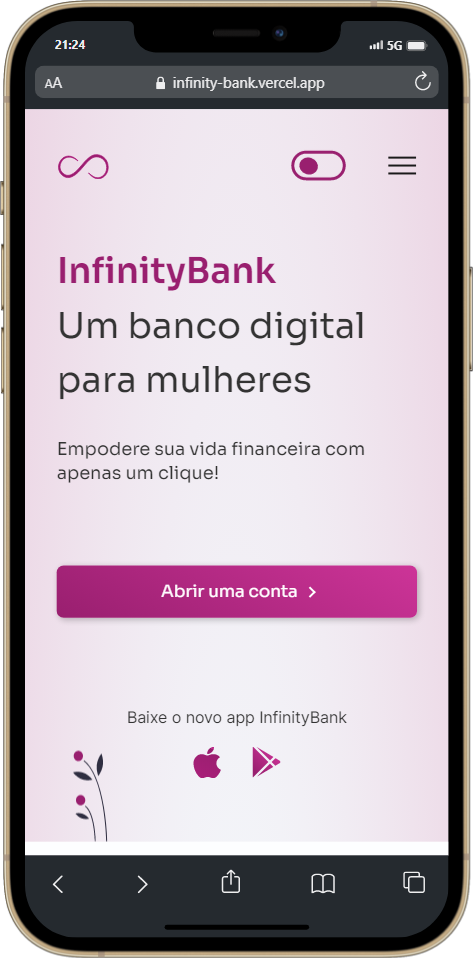 21:24
5G
AA
infinity-bank.vercel.app
InfinityBank
Um banco digital
para mulheres
Empodere sua vida financeira com
apenas um clique!
Abrir uma conta
Baixe o novo app InfinityBank